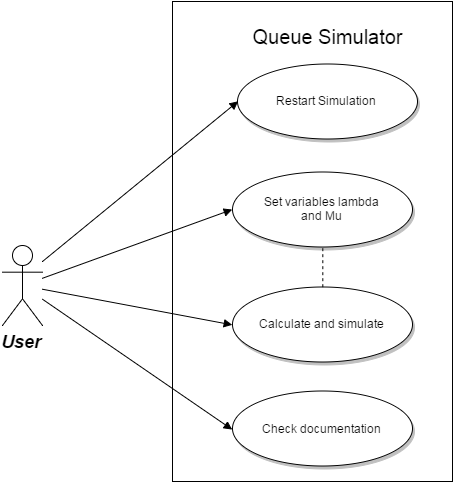 Queue Simulator
Restart Simulation
Set variables lambda
and Mu
Calculate and simulate
User
Check documentation